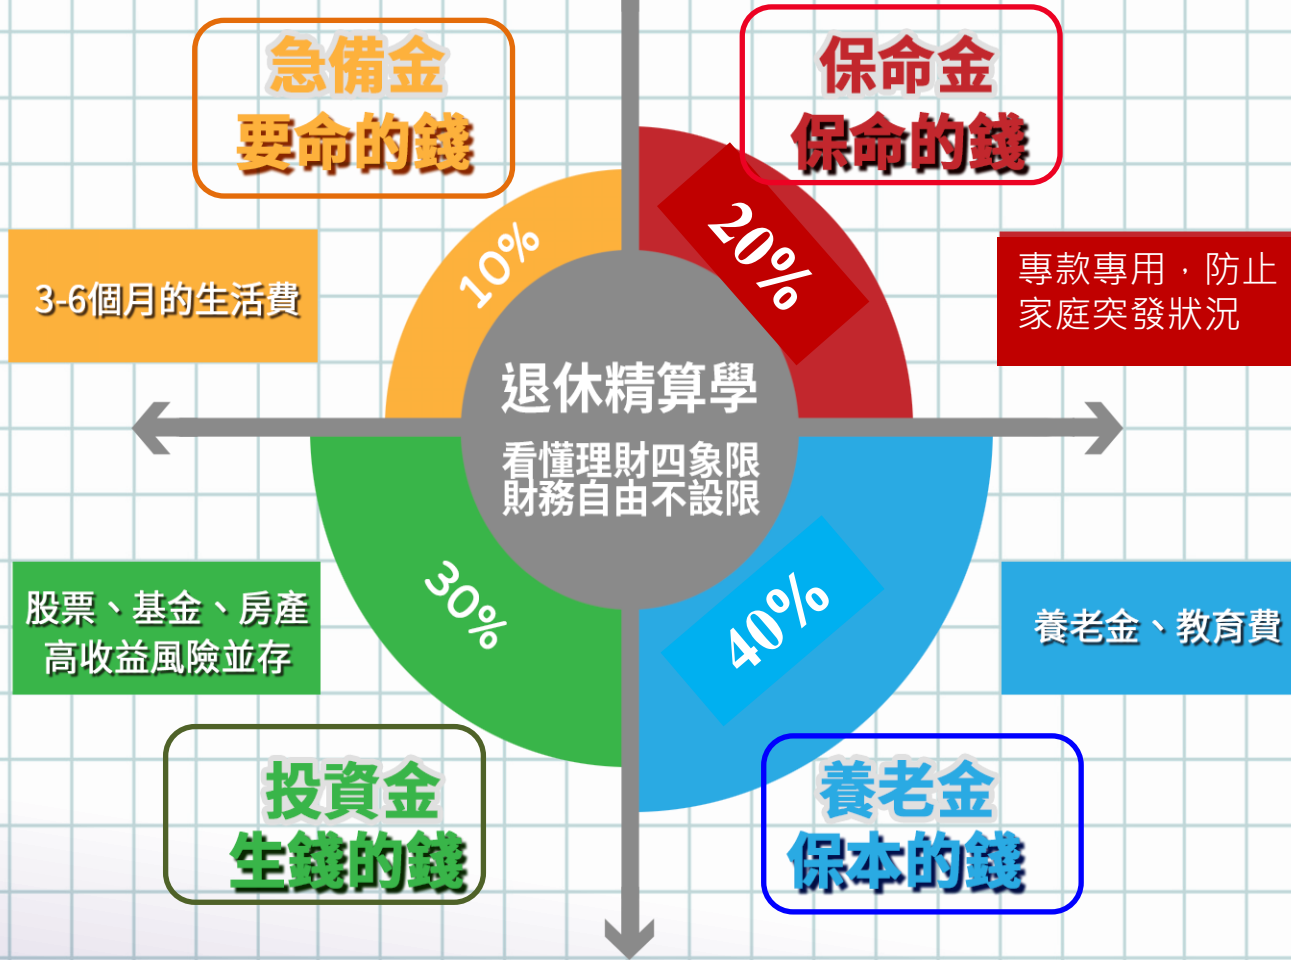 急備金
要命的錢
保命金
保命的錢
10%
20%
3-6個月的生活費
專款專用，防止
家庭突發狀況
退休精算學
看懂理財四象限
財務自由不設限
30%
40%
股票、基金、房產
高收益風險並存
養老金、教育費
投資金
生錢的錢
養老金
保本的錢